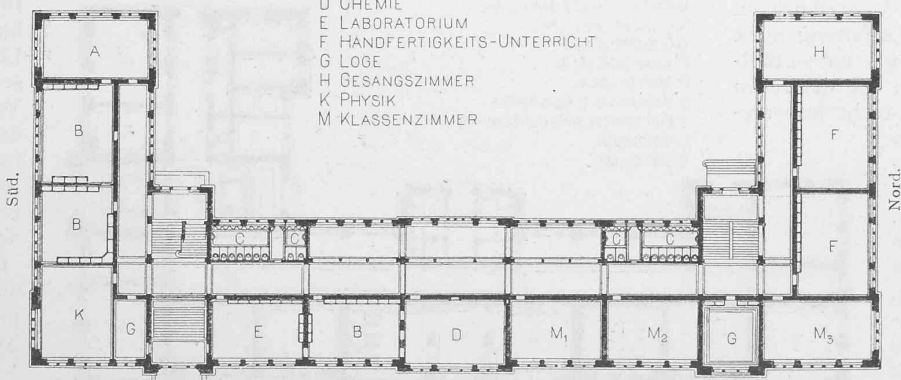 D CHEMIE
E LABORATORIUM
F HANDFERTIGKEITS-UNTERRICHT
G LOGE
H GESANGSZIMMER
K PHYSIK
M KLASSENZIMMER
A
H
B
F
Süd.
Nord.
B
F
C C C C
K G E B D M1 M2 G M3